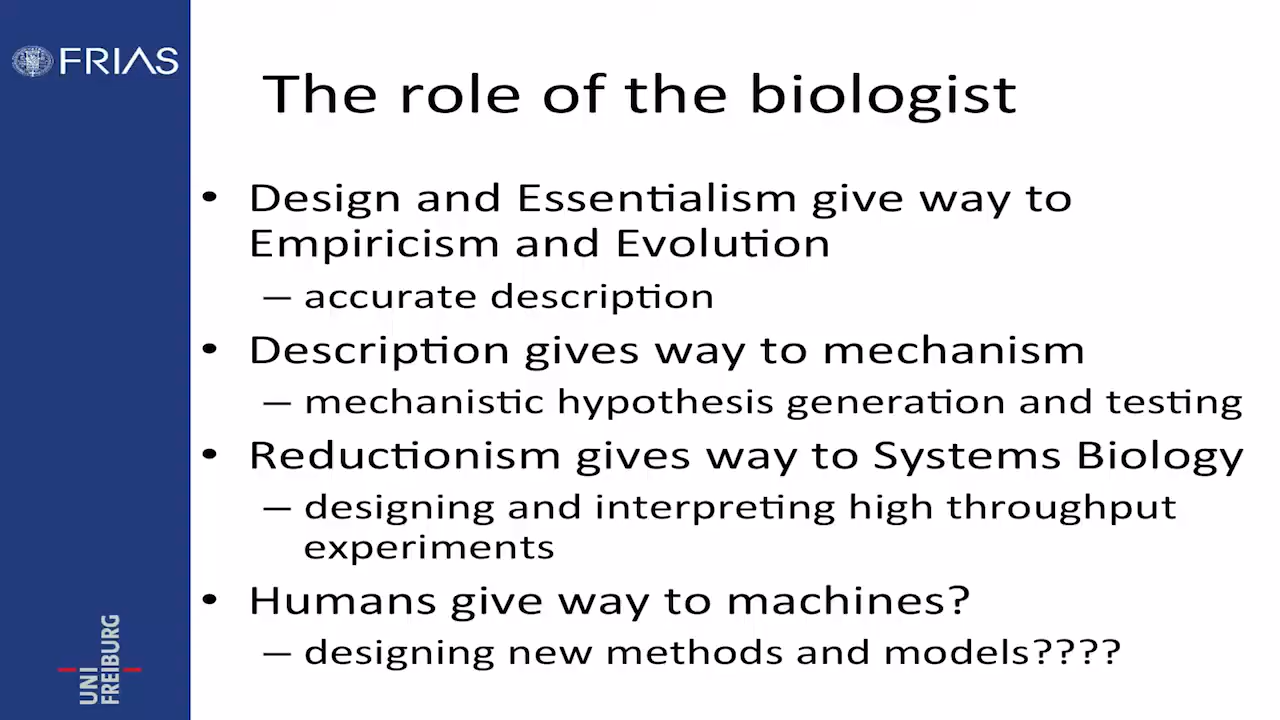 FRIAS
The role of the biologist
• Design and Essentialism give way to
Empiricism and Evolution
– accurate description
• Description gives way to mechanism
– mechanistic hypothesis generation and testing
• Reductionism gives way to Systems Biology
– designing and interpreting high throughput
experiments
• Humans give way to machines?
– designing new methods and models????
UNI
FREIBURG